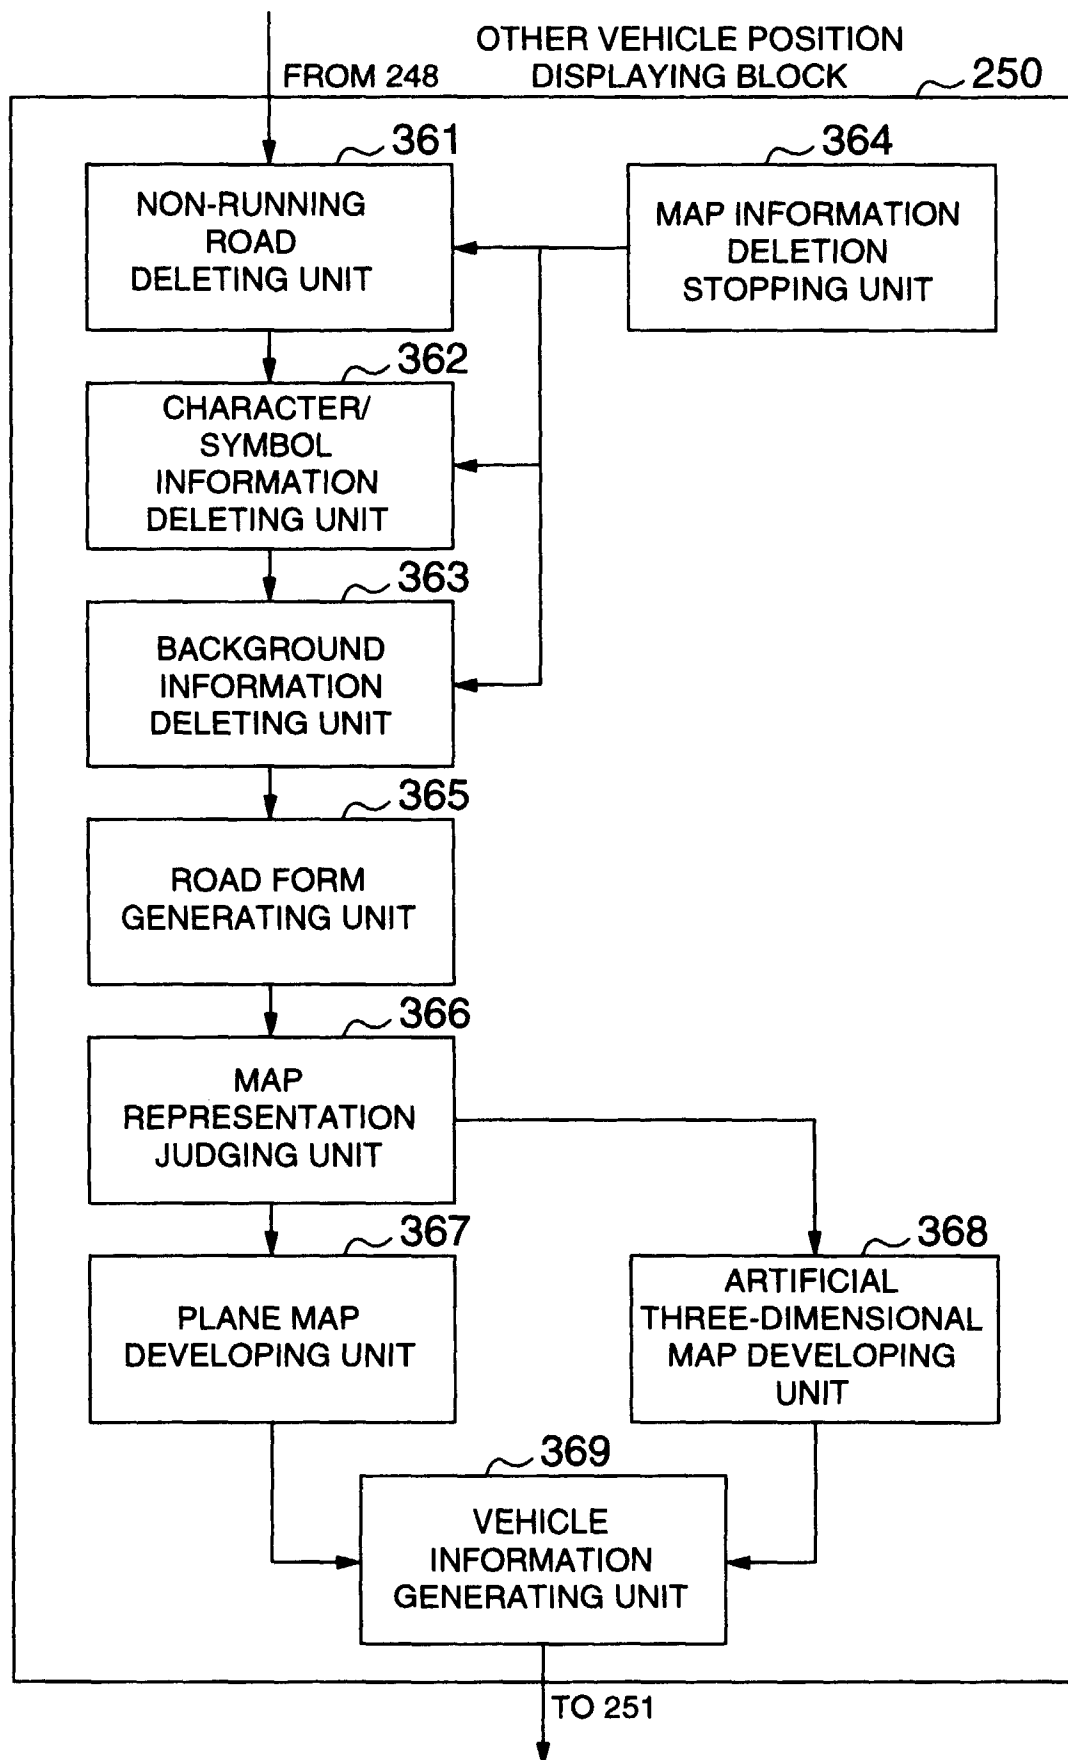 OTHER VEHICLE POSITION
DISPLAYING BLOCK
FROM 248
250
361
NON-RUNNING
ROAD
DELETING UNIT
364
MAP INFORMATION
DELETION
STOPPING UNIT
362
CHARACTER/
SYMBOL
INFORMATION
DELETING UNIT
363
BACKGROUND
INFORMATION
DELETING UNIT
365
ROAD FORM
GENERATING UNIT
366
MAP
REPRESENTATION
JUDGING UNIT
367
PLANE MAP
DEVELOPING UNIT
368
ARTIFICIAL
THREE-DIMENSIONAL
MAP DEVELOPING
UNIT
369
VEHICLE
INFORMATION
GENERATING UNIT
TO 251